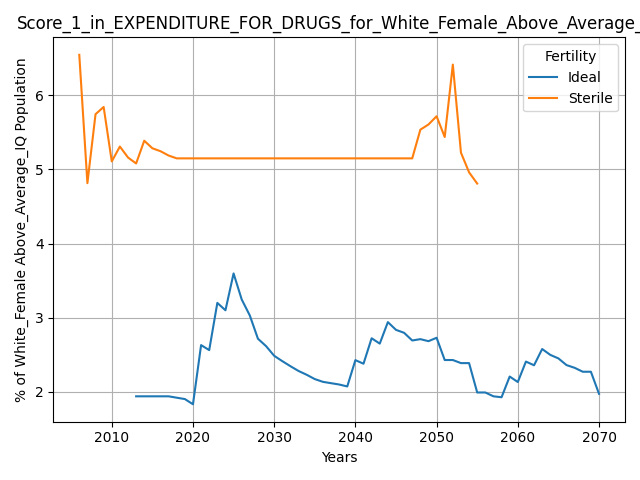 Score_1_in_EXPENDITURE_FOR_DRUGS_for_White_Female_Above_Average_
Fertility
Ideal
Sterile
% of White_Female Above_Average_IQ Population
6
5
4
3
2
2010 2020 2030 2040 2050 2060 2070
Years